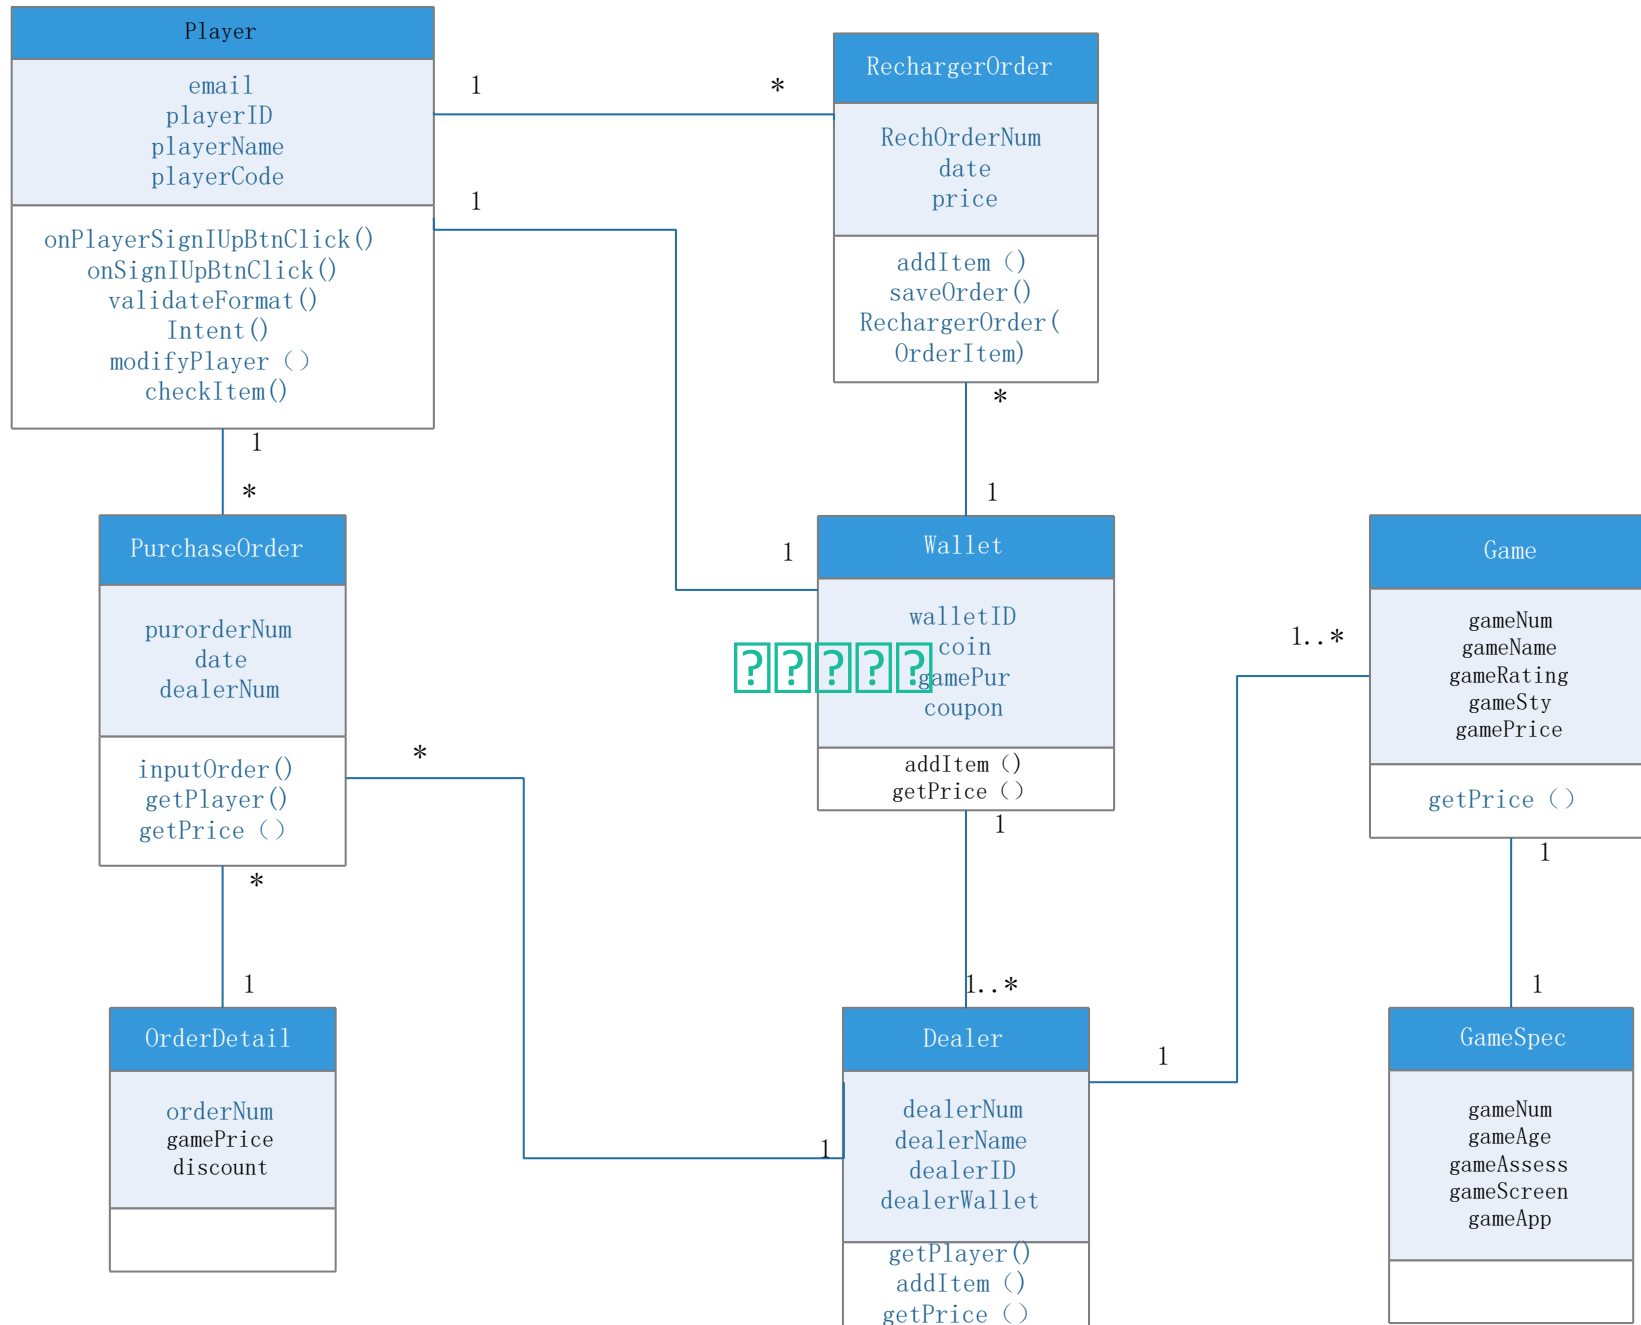 Player
email
playerID
playerName
playerCode
onPlayerSignIUpBtnClick()
onSignIUpBtnClick()
validateFormat()
Intent()
modifyPlayer（）
checkItem()
1
*
1
RechargerOrder
RechOrderNum
date
price
addItem（)
saveOrder()
RechargerOrder(
OrderItem)
1
*
*
1
PurchaseOrder
purorderNum
date
dealerNum
inputOrder()
getPlayer()
getPrice（）
*
1
Wallet
walletID
coin
gamePur
coupon
addItem（)
getPrice（）
1
1..*
Game
gameNum
gameName
gameRating
gameSty
gamePrice
getPrice（）
1..*
1
1
*
1
OrderDetail
orderNum
gamePrice
discount
1
Dealer
dealerNum
dealerName
dealerID
dealerWallet
getPlayer()
addItem（)
getPrice（）
1
GameSpec
gameNum
gameAge
gameAssess
gameScreen
gameApp